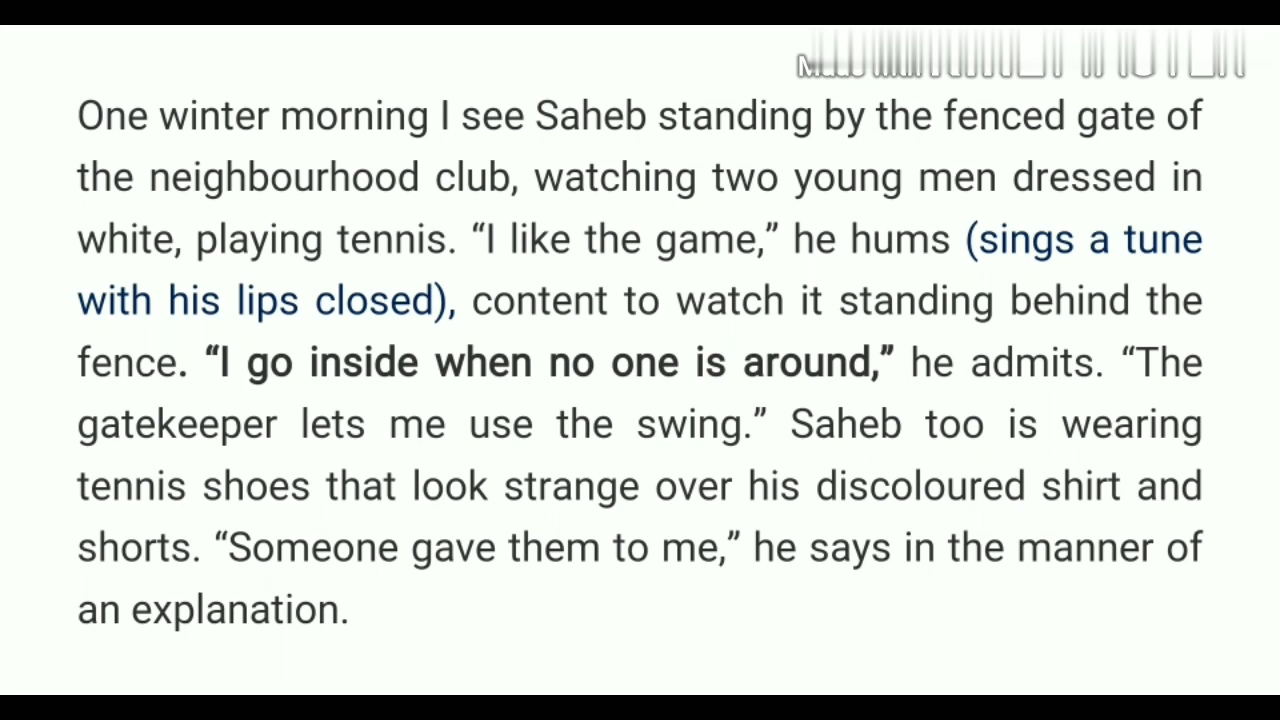 One winter morning I see Saheb standing by the fenced gate of
the neighbourhood club, watching two young men dressed in
white, playing tennis. “I like the game,” he hums (sings a tune
with his lips closed), content to watch it standing behind the
fence. “I go inside when no one is around,” he admits. “The
gatekeeper lets me use the swing.” Saheb too is wearing
tennis shoes that look strange over his discoloured shirt and
shorts. “Someone gave them to me,” he says in the manner of
an explanation.